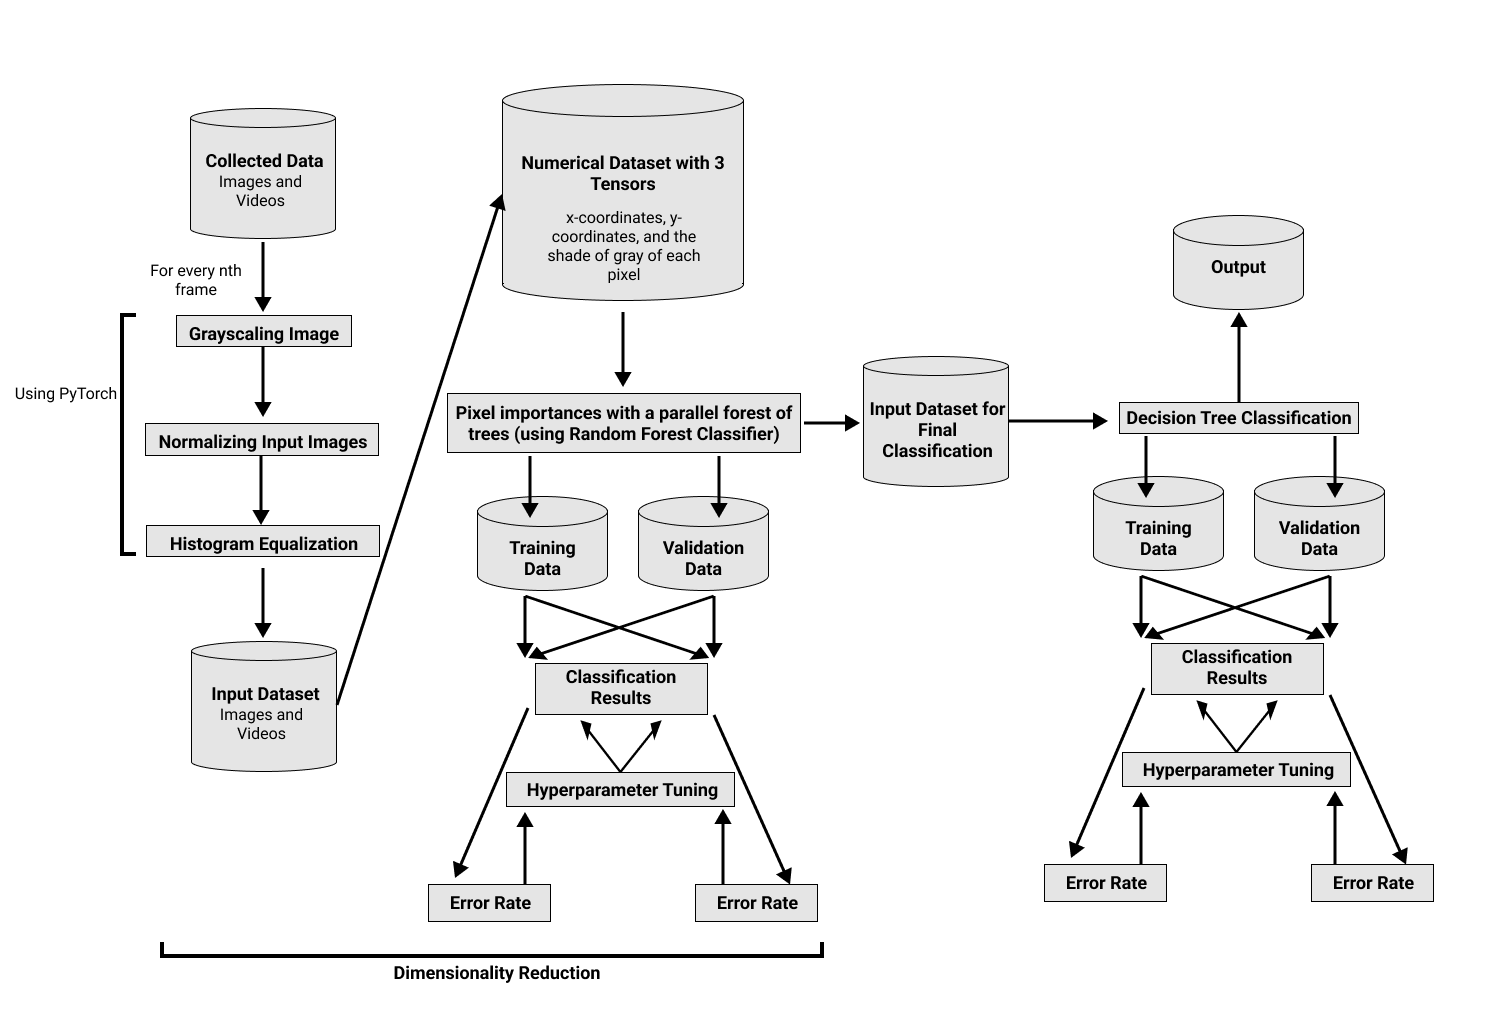 Collected Data
Images and
Videos
For every nth
frame
Grayscaling Image
Using PyTorch
Normalizing Input Images
Histogram Equalization
Input Dataset
Images and
Videos
Numerical Dataset with 3
Tensors
x-coordinates, y-
coordinates, and the
shade of gray of each
pixel
Pixel importances with a parallel forest of
trees (using Random Forest Classifier)
Training
Data
Validation
Data
Classification
Results
Hyperparameter Tuning
Error Rate
Error Rate
Dimensionality Reduction
Input Dataset for
Final
Classification
Output
Decision Tree Classification
Training
Data
Validation
Data
Classification
Results
Hyperparameter Tuning
Error Rate
Error Rate